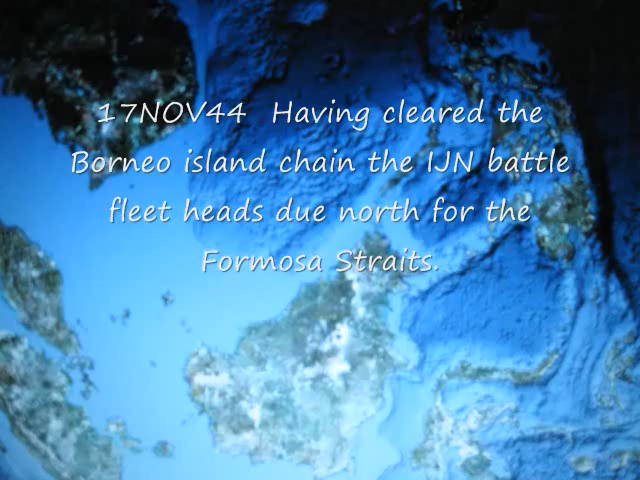 17NOV44  Having cleared the
Borneo island chain the IJN battle
fleet heads due north for the
Formosa Straits.